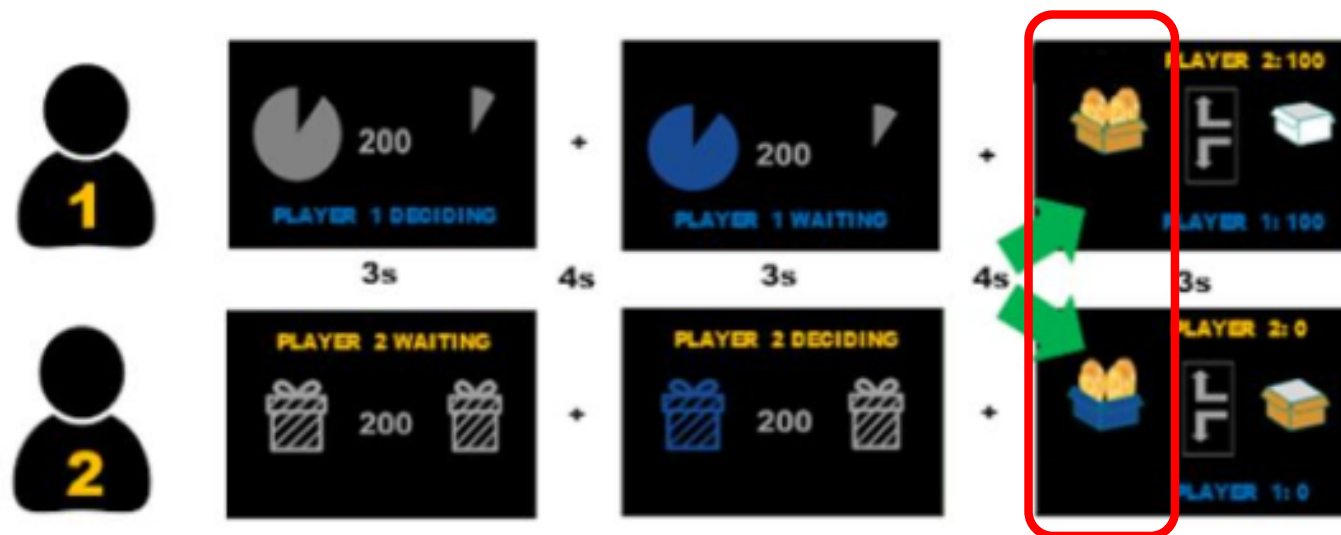 1
200
PLAYER 1 DECIDING
3s
+
4s
200
PLAYER 1 WAITING
3s
+
4s
PLAYER 2: 100
PLAYER 1: 100
3s
2
PLAYER 2 WAITING
200
+
PLAYER 2 DECIDING
200
+
PLAYER 2: 0
PLAYER 1: 0